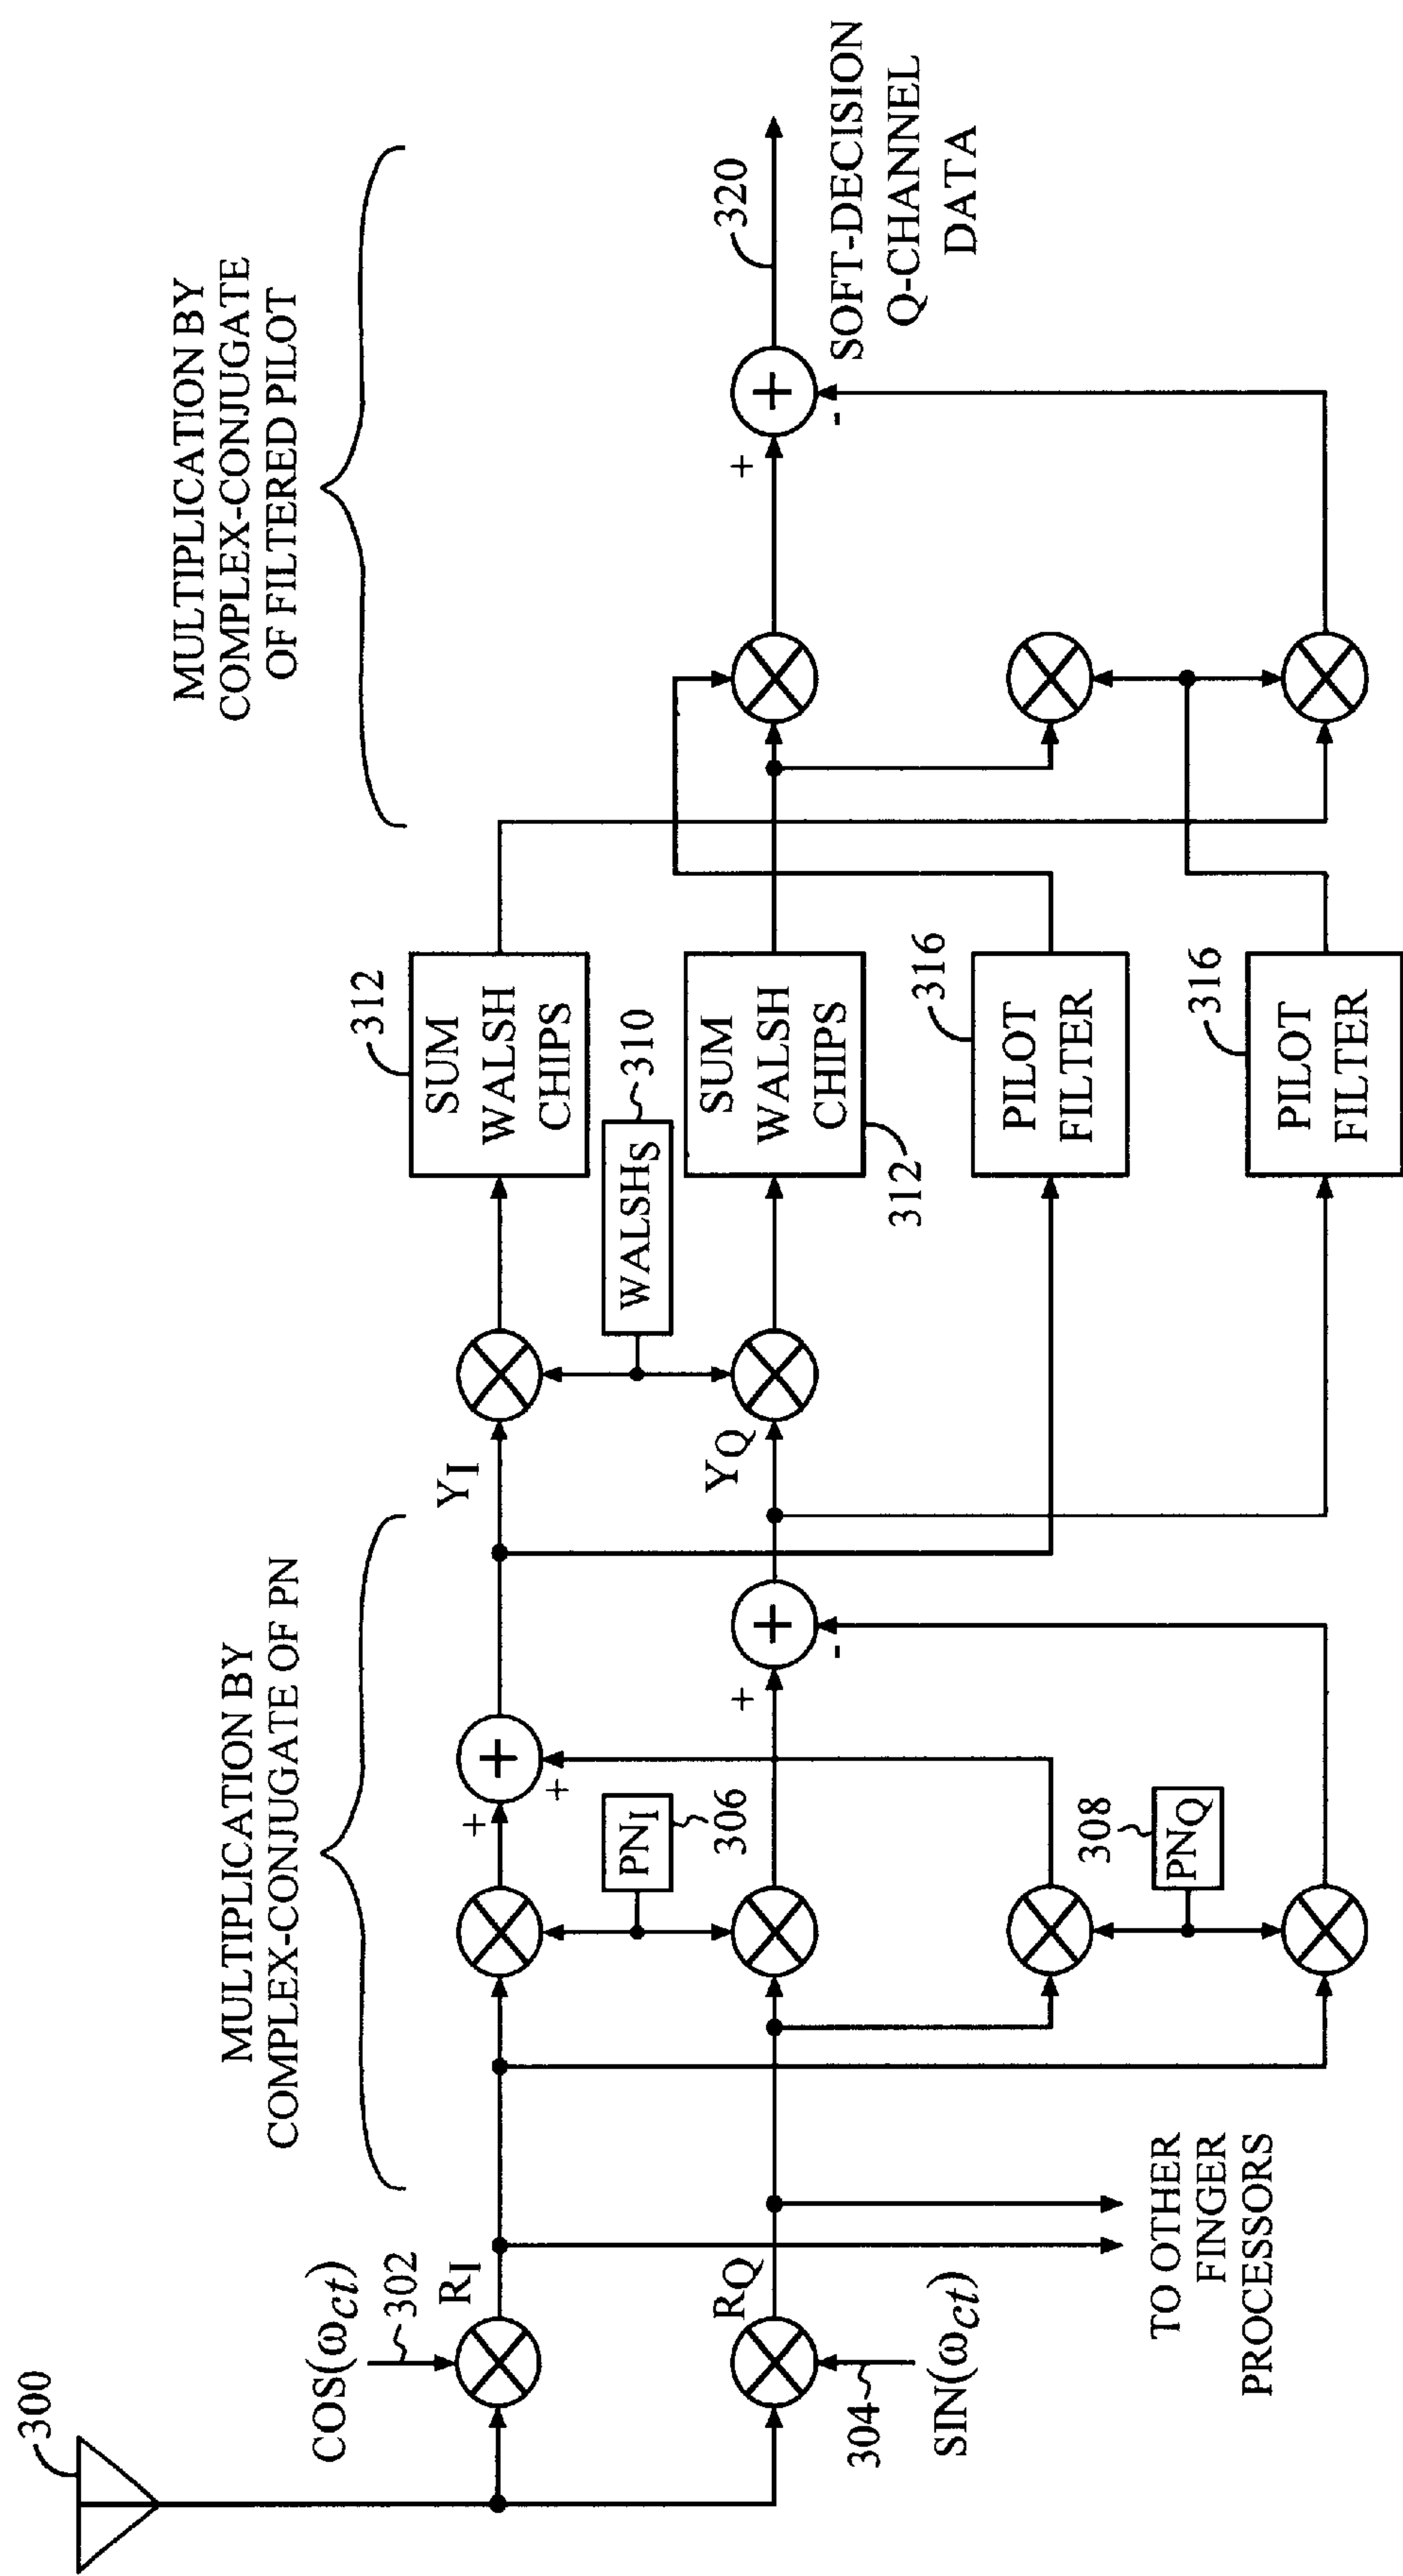 300
COS(ωct)
302
RI
RQ
304
SIN(ωct)
TO OTHER
FINGER
PROCESSORS
MULTIPLICATION BY
COMPLEX-CONJUGATE OF PN
+
+
+
PNI
306
+
-
+
308
PNQ
YI
YQ
WALSHS
310
312
SUM
WALSH
CHIPS
SUM
WALSH
CHIPS
312
316
PILOT
FILTER
316
PILOT
FILTER
MULTIPLICATION BY
COMPLEX-CONJUGATE
OF FILTERED PILOT
+
-
+
320
SOFT-DECISION
Q-CHANNEL
DATA